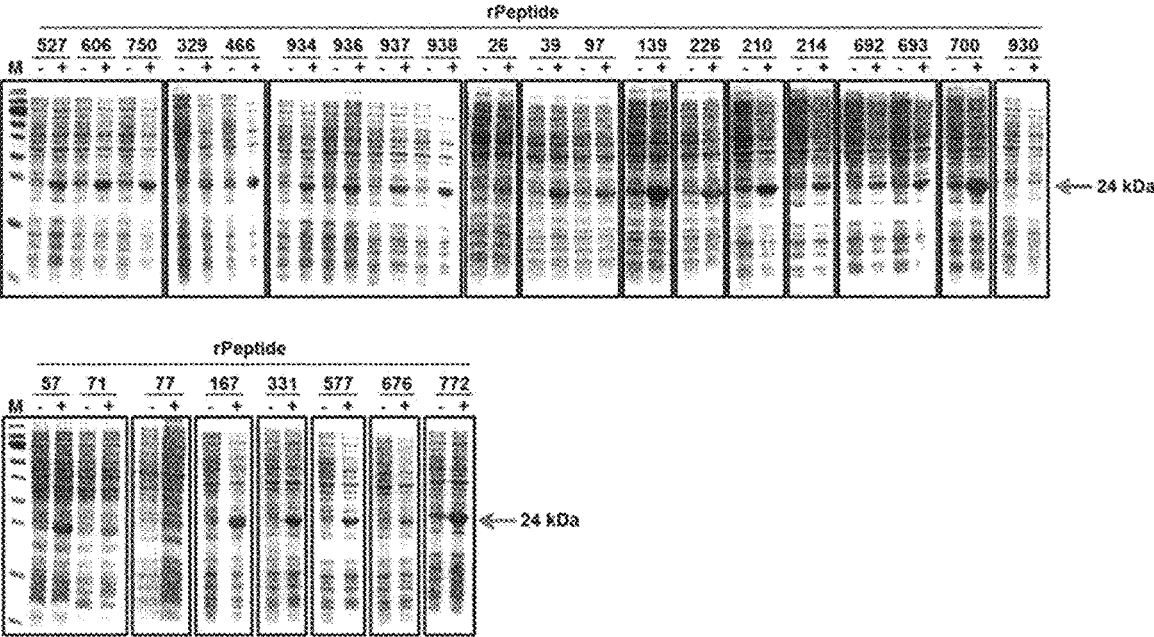 rPeptide
527 606 750 329 466 934 936 937 938 26 39 97 139 226 210 214 692 693 700 930
M - + - + - + - + - + - + - + - + - + - + - + - + - + - + - + - + - + - + - + - +
24 kDa
rPeptide
57 71 77 167 331 577 676 772
M - + - + - + - + - + - + - + - +
24 kDa